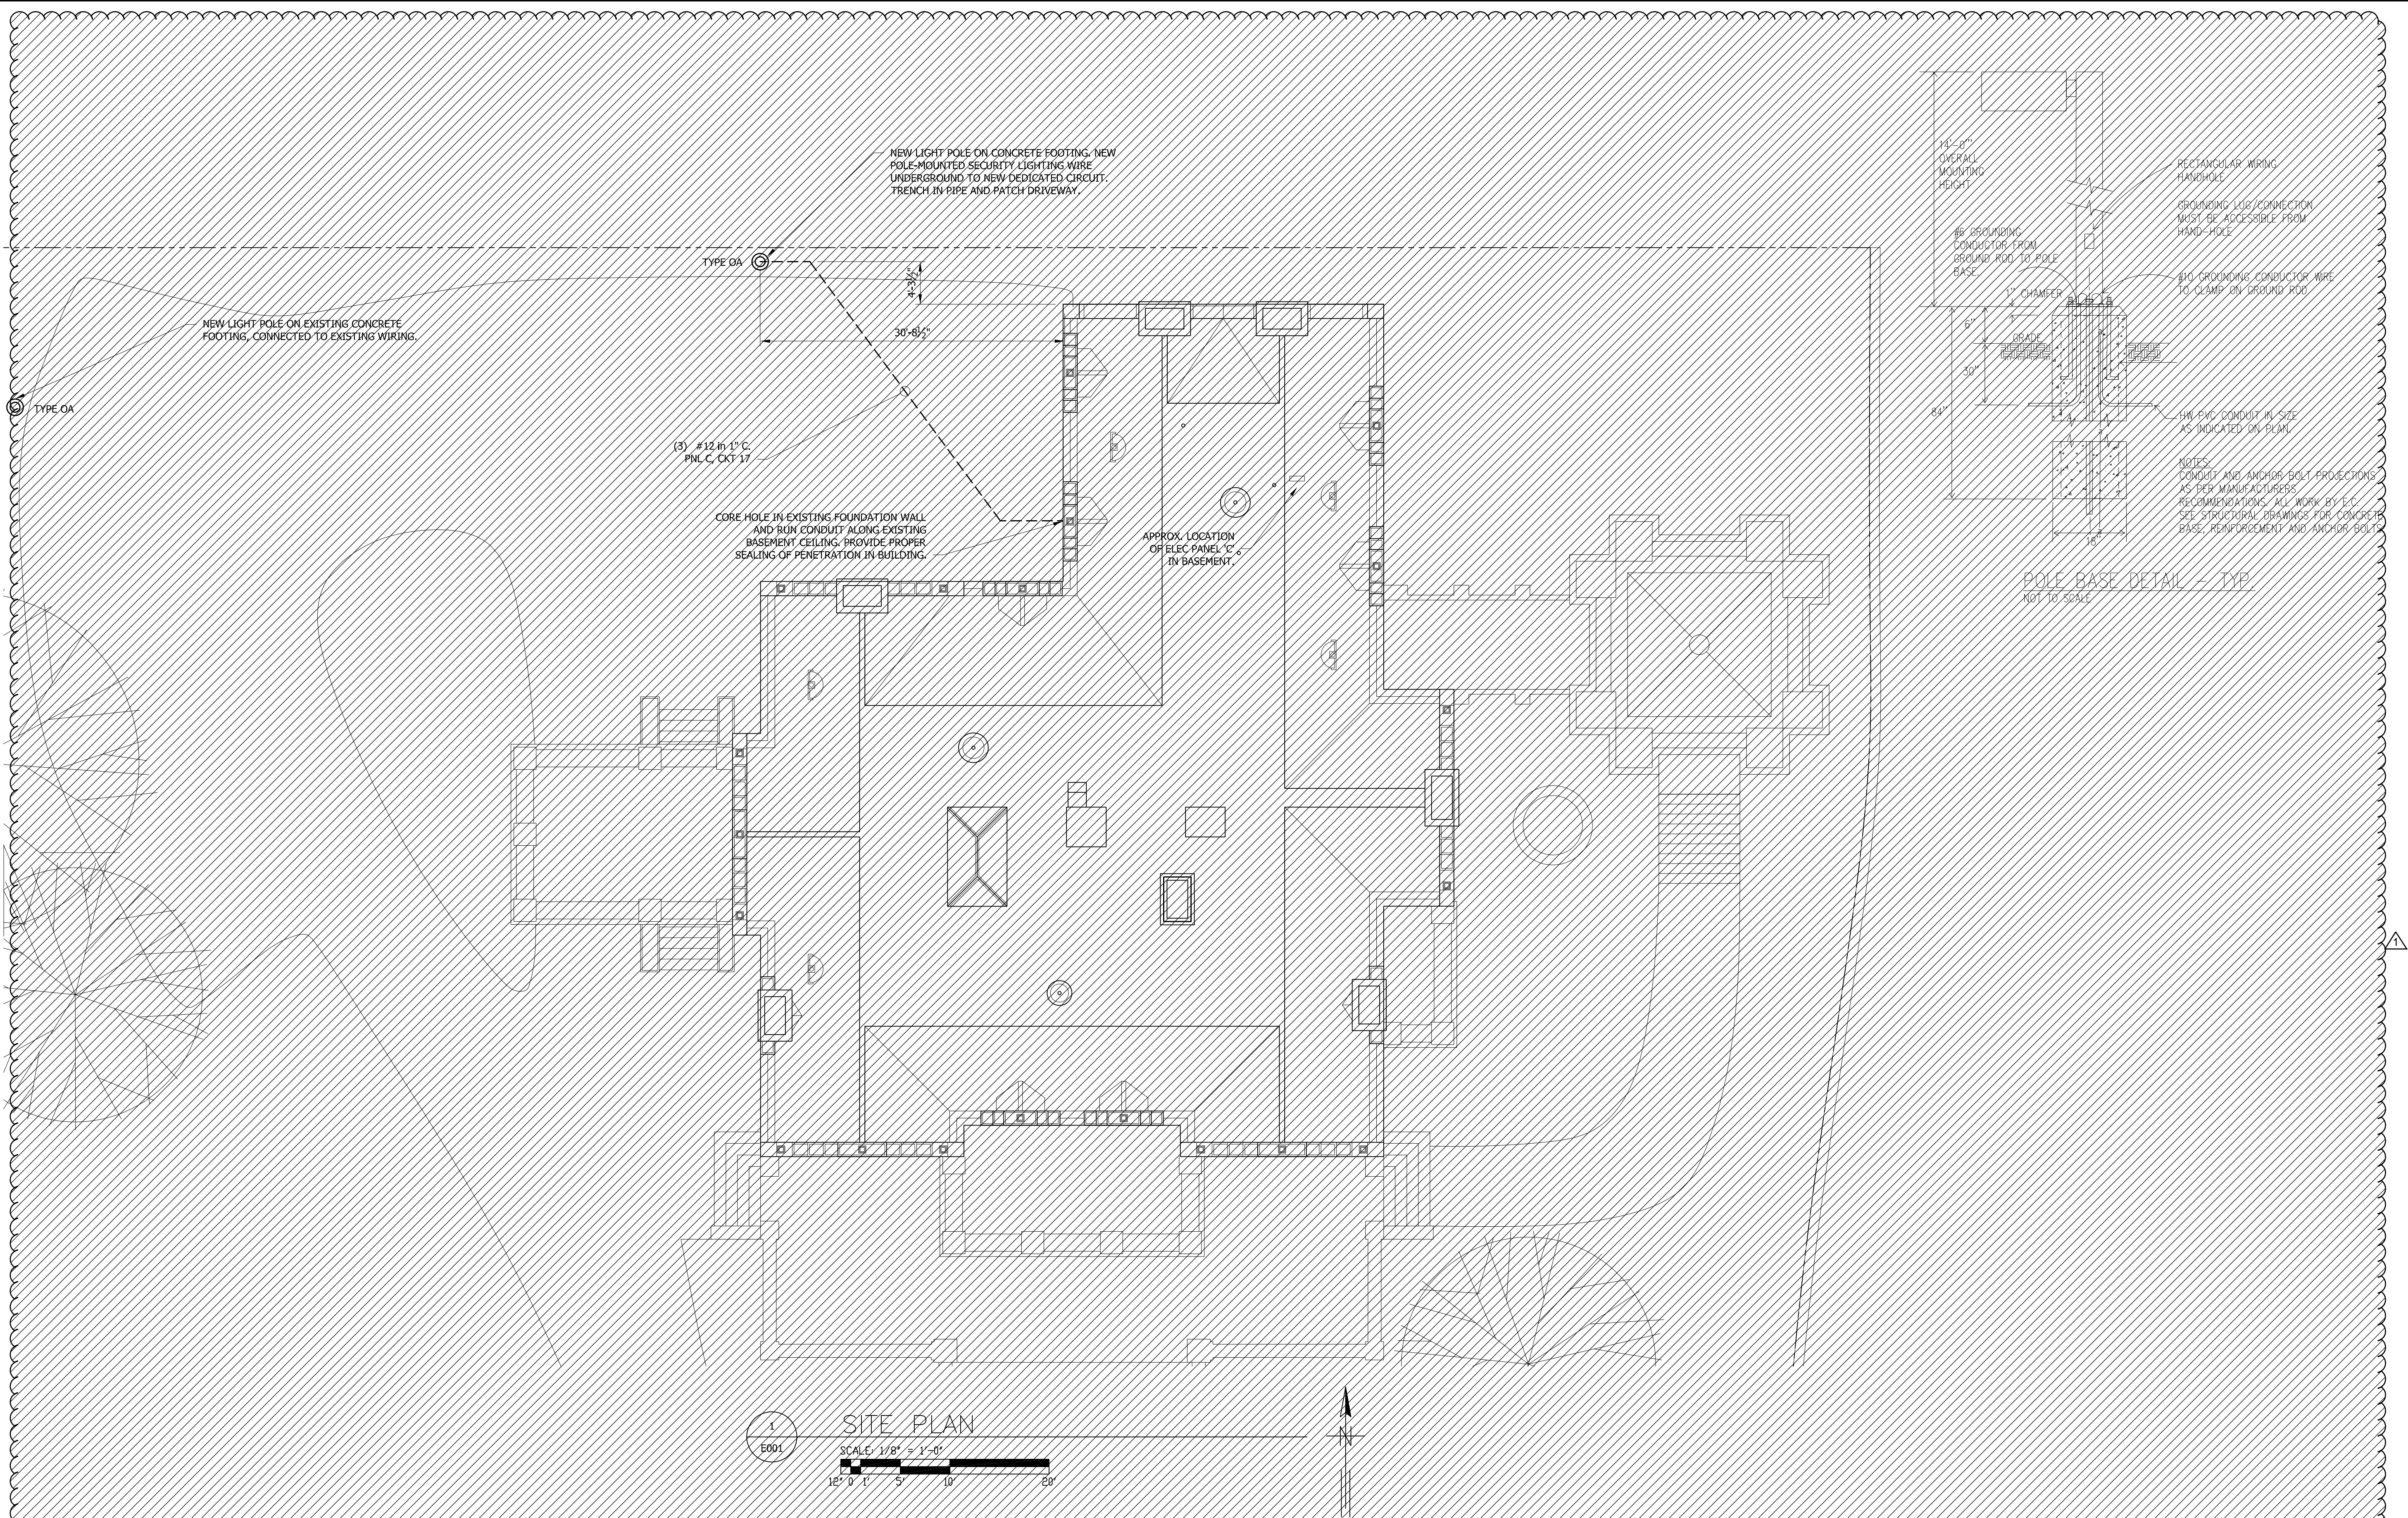 NEW LIGHT POLE ON CONCRETE FOOTING. NEW
POLE-MOUNTED SECURITY LIGHTING WIRE
UNDERGROUND TO NEW DEDICATED CIRCUIT.
TRENCH IN PIPE AND PATCH DRIVEWAY.
TYPE OA
4-3½"
30'-8½"
NEW LIGHT POLE ON EXISTING CONCRETE
FOOTING, CONNECTED TO EXISTING WIRING.
TYPE OA
(3) #12 in 1" C.
PNL C, CKT 17
CORE HOLE IN EXISTING FOUNDATION WALL
AND RUN CONDUIT ALONG EXISTING
BASEMENT CEILING. PROVIDE PROPER
SEALING OF PENETRATION IN BUILDING.
APPROX. LOCATION
OF ELEC PANEL 'C'
IN BASEMENT.
14'-0"
OVERALL
MOUNTING
HEIGHT
RECTANGULAR WIRING
HANDHOLE
GROUNDING LUG/CONNECTION
MUST BE ACCESSIBLE FROM
HAND-HOLE
#6 GROUNDING
CONDUCTOR FROM
GROUND ROD TO POLE
BASE.
#10 GROUNDING CONDUCTOR WIRE
TO CLAMP ON GROUND ROD
1" CHAMFER
6"
GRADE
30"
84"
HW PVC CONDUIT IN SIZE
AS INDICATED ON PLAN.
NOTES:
CONDUIT AND ANCHOR BOLT PROJECTIONS
AS PER MANUFACTURERS
RECOMMENDATIONS. ALL WORK BY E.C.
SEE STRUCTURAL DRAWINGS FOR CONCRETE
BASE, REINFORCEMENT AND ANCHOR BOLTS
18"
POLE BASE DETAIL - TYP
NOT TO SCALE
1
1
E001
SITE PLAN
SCALE: 1/8" = 1'-0"
12" 0 1' 5' 10' 20'
N